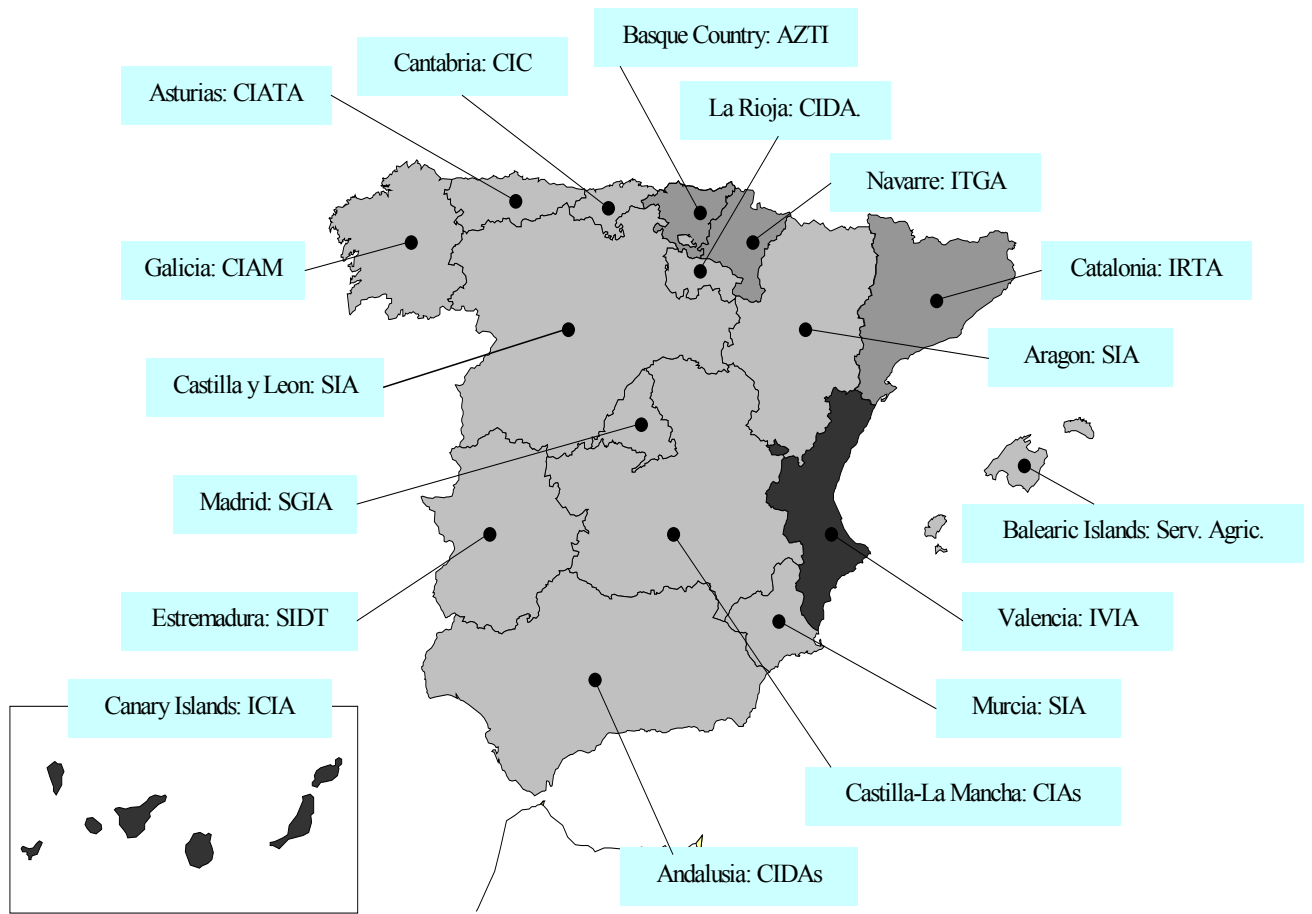 Basque Country: AZTI
Cantabria: CIC
Asturias: CIATA
La Rioja: CIDA.
Navarre: ITGA
Galicia: CIAM
Catalonia: IRTA
Aragon: SIA
Castilla y Leon: SIA
Madrid: SGIA
Balearic Islands: Serv. Agric.
Estremadura: SIDT
Valencia: IVIA
Canary Islands: ICIA
Murcia: SIA
Castilla-La Mancha: CIAs
Andalusia: CIDAs